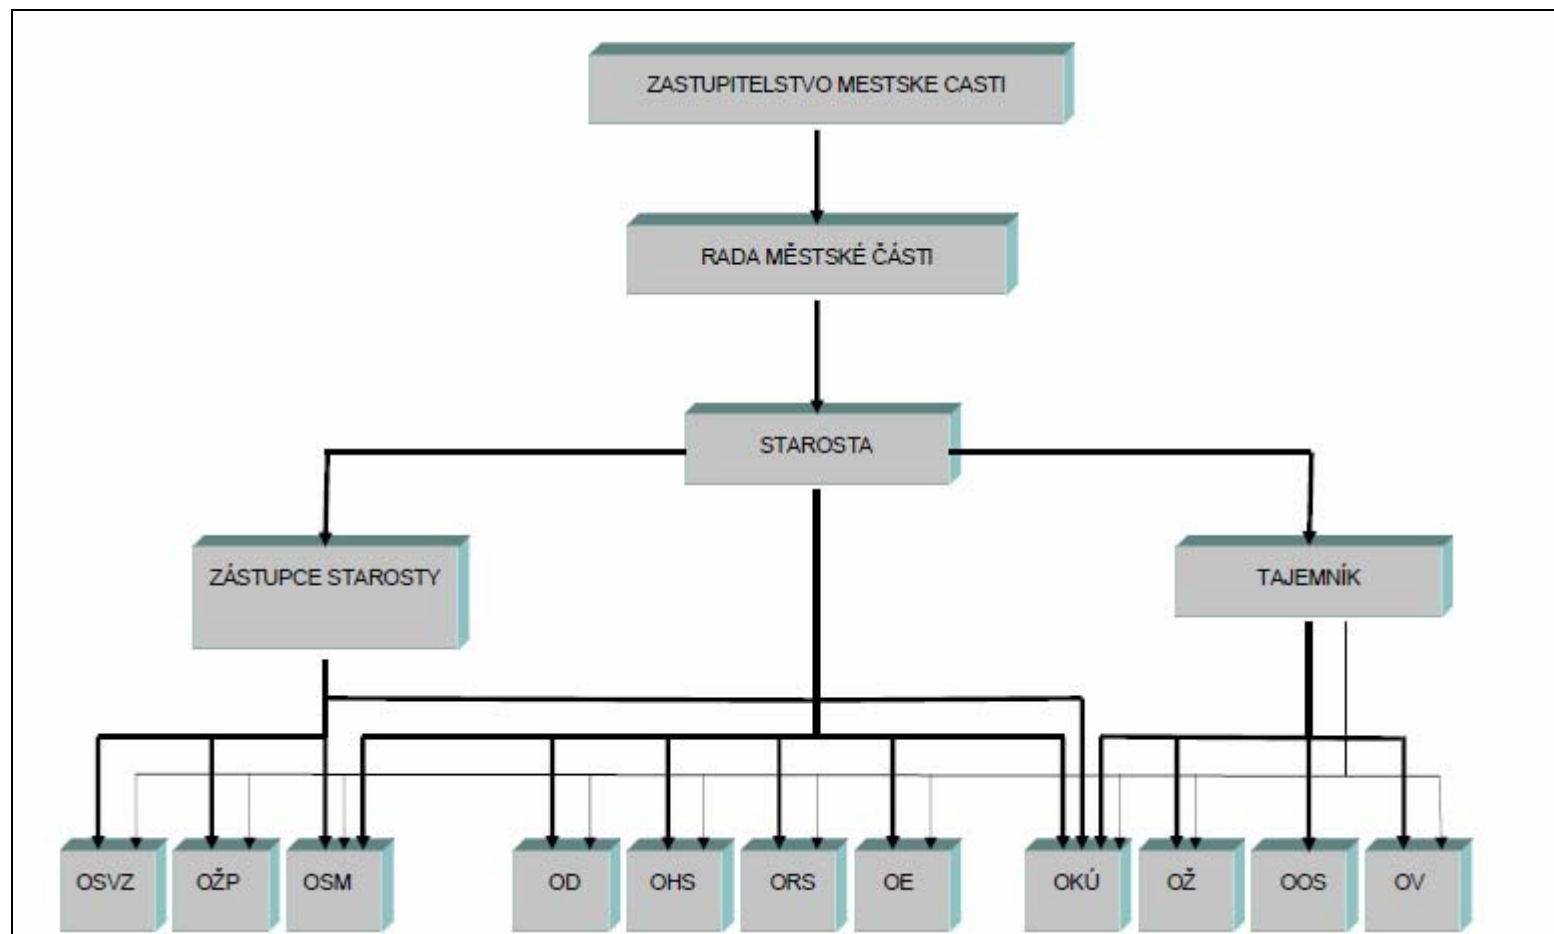 ZASTUPITELSTVO MESTSKE CASTI
RADA MĚSTSKÉ ČÁSTI
STAROSTA
ZÁSTUPCE STAROSTY
TAJEMNÍK
OSVZ
OŽP
OSM
OD
OHS
ORS
OE
OKÚ
OŽ
OOS
OV